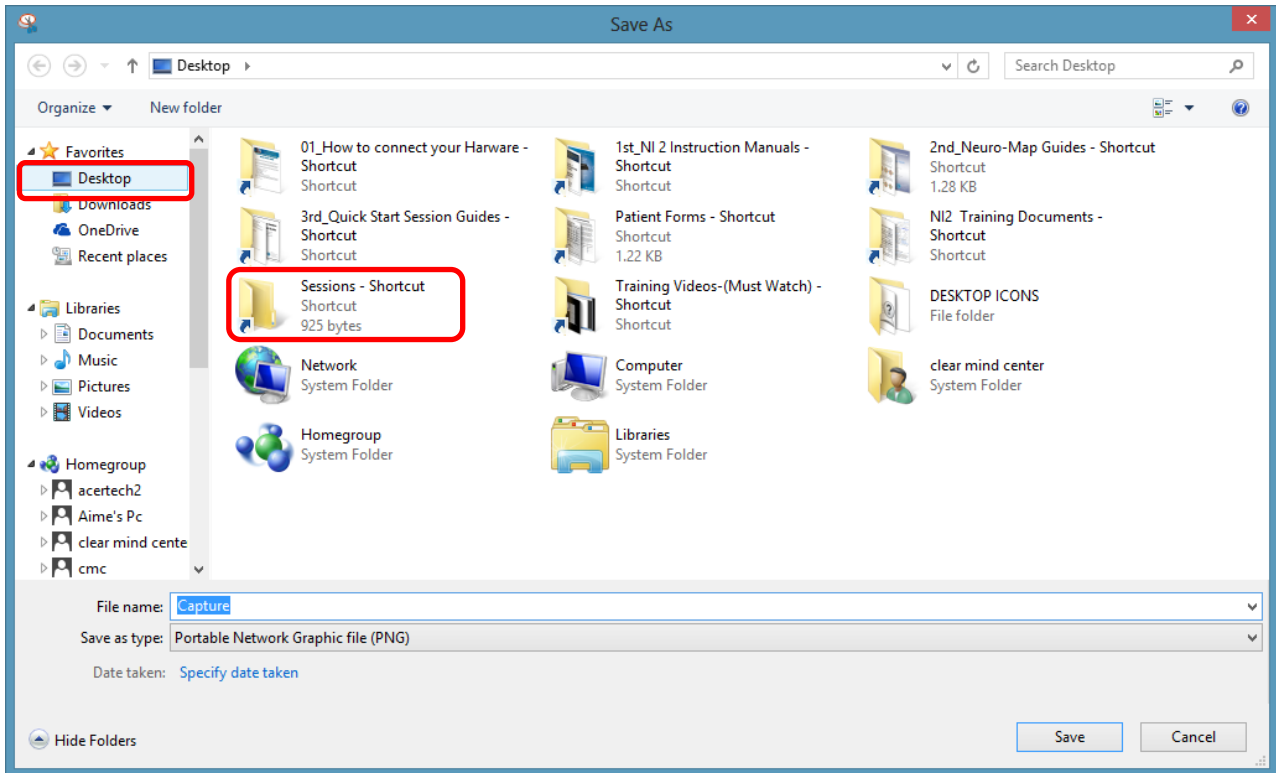 Save As
Desktop
Search Desktop
Organize
New folder
Favorites
Desktop
Downloads
OneDrive
Recent places
Libraries
Documents
Music
Pictures
Videos
Homegroup
acertech2
Aime's Pc
clear mind cente
cmc
01_How to connect your Harware -
Shortcut
Shortcut
1st_NI 2 Instruction Manuals -
Shortcut
Shortcut
2nd_Neuro-Map Guides - Shortcut
Shortcut
1.28 KB
3rd_Quick Start Session Guides -
Shortcut
Shortcut
Patient Forms - Shortcut
Shortcut
1.22 KB
NI2 Training Documents -
Shortcut
Shortcut
Sessions - Shortcut
Shortcut
925 bytes
Training Videos-(Must Watch) -
Shortcut
Shortcut
DESKTOP ICONS
File folder
Network
System Folder
Computer
System Folder
clear mind center
System Folder
Homegroup
System Folder
Libraries
System Folder
File name: Capture
Save as type: Portable Network Graphic file (PNG)
Date taken: Specify date taken
Hide Folders
Save
Cancel